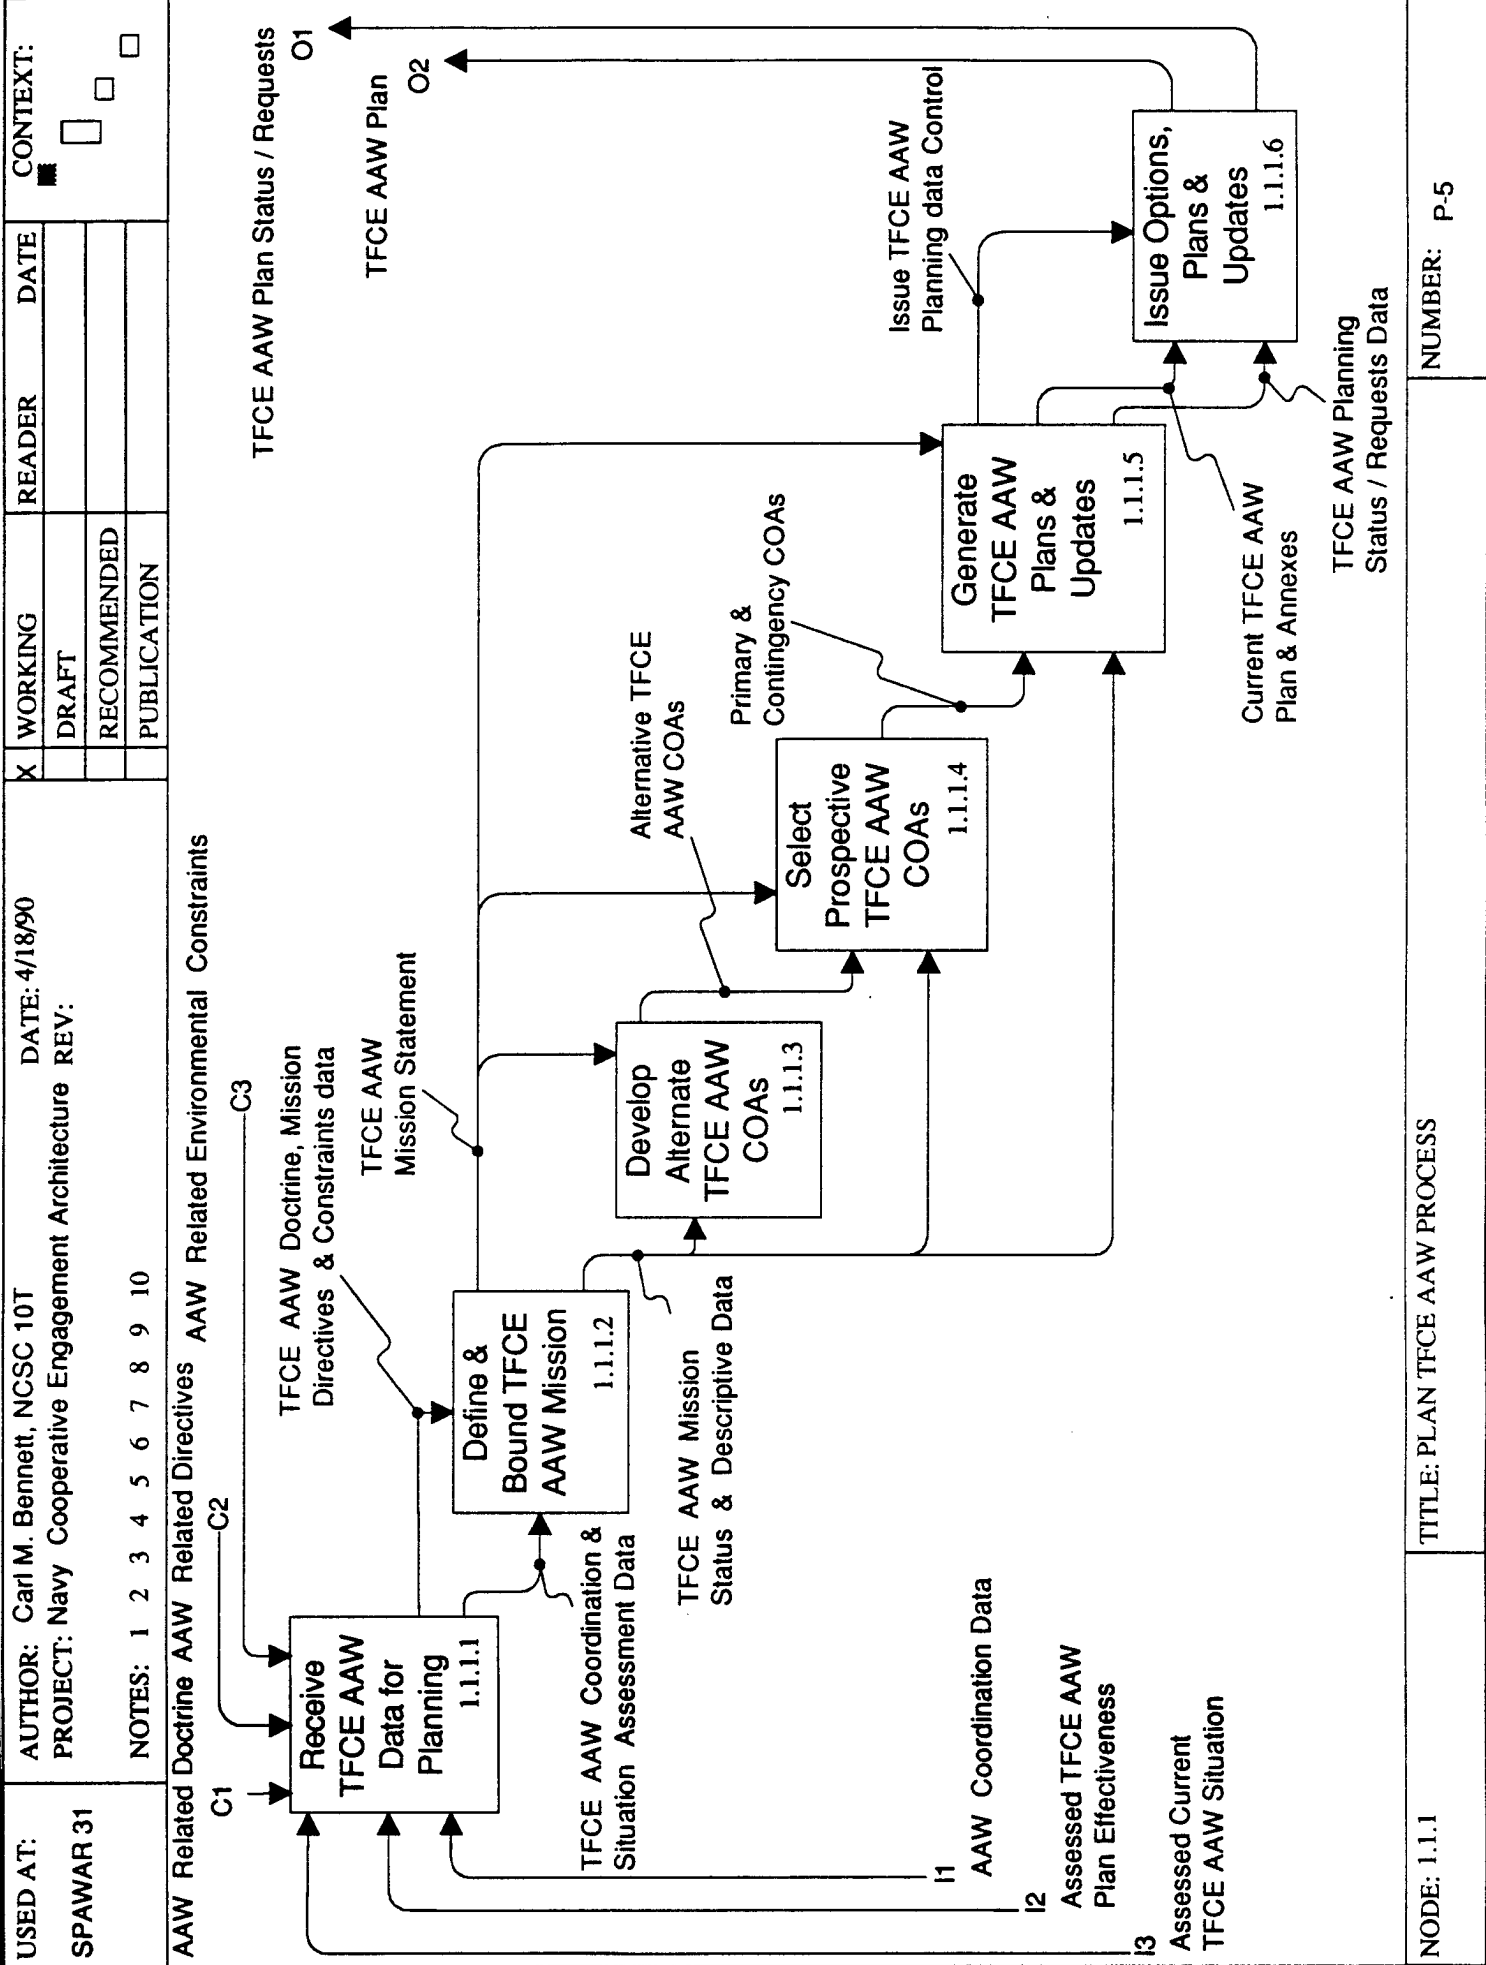 USED AT:
SPAWAR 31
AUTHOR: Carl M. Bennett, NCSC 10T
DATE: 4/18/90
PROJECT: Navy Cooperative Engagement Architecture REV:
NOTES: 1 2 3 4 5 6 7 8 9 10
X WORKING
DRAFT
RECOMMENDED
PUBLICATION
READER DATE
CONTEXT:
AAW Related Doctrine AAW Related Directives AAW Related Environmental Constraints
C1
C2
C3
TFCE AAW Plan Status / Requests
O1
TFCE AAW Plan
O2
Receive
TFCE AAW
Data for
Planning
1.1.1.1
TFCE AAW Doctrine, Mission
Directives & Constraints data
TFCE AAW
Mission Statement
Define &
Bound TFCE
AAW Mission
1.1.1.2
TFCE AAW Coordination &
Situation Assessment Data
TFCE AAW Mission
Status & Descriptive Data
Develop
Alternate
TFCE AAW
COAs
1.1.1.3
Alternative TFCE
AAW COAs
Select
Prospective
TFCE AAW
COAs
1.1.1.4
Primary &
Contingency COAs
Generate
TFCE AAW
Plans &
Updates
1.1.1.5
Issue TFCE AAW
Planning data Control
Issue Options,
Plans &
Updates
1.1.1.6
Current TFCE AAW
Plan & Annexes
TFCE AAW Planning
Status / Requests Data
I1
AAW Coordination Data
I2
Assessed TFCE AAW
Plan Effectiveness
I3
Assessed Current
TFCE AAW Situation
NODE: 1.1.1
TITLE: PLAN TFCE AAW PROCESS
NUMBER: P-5